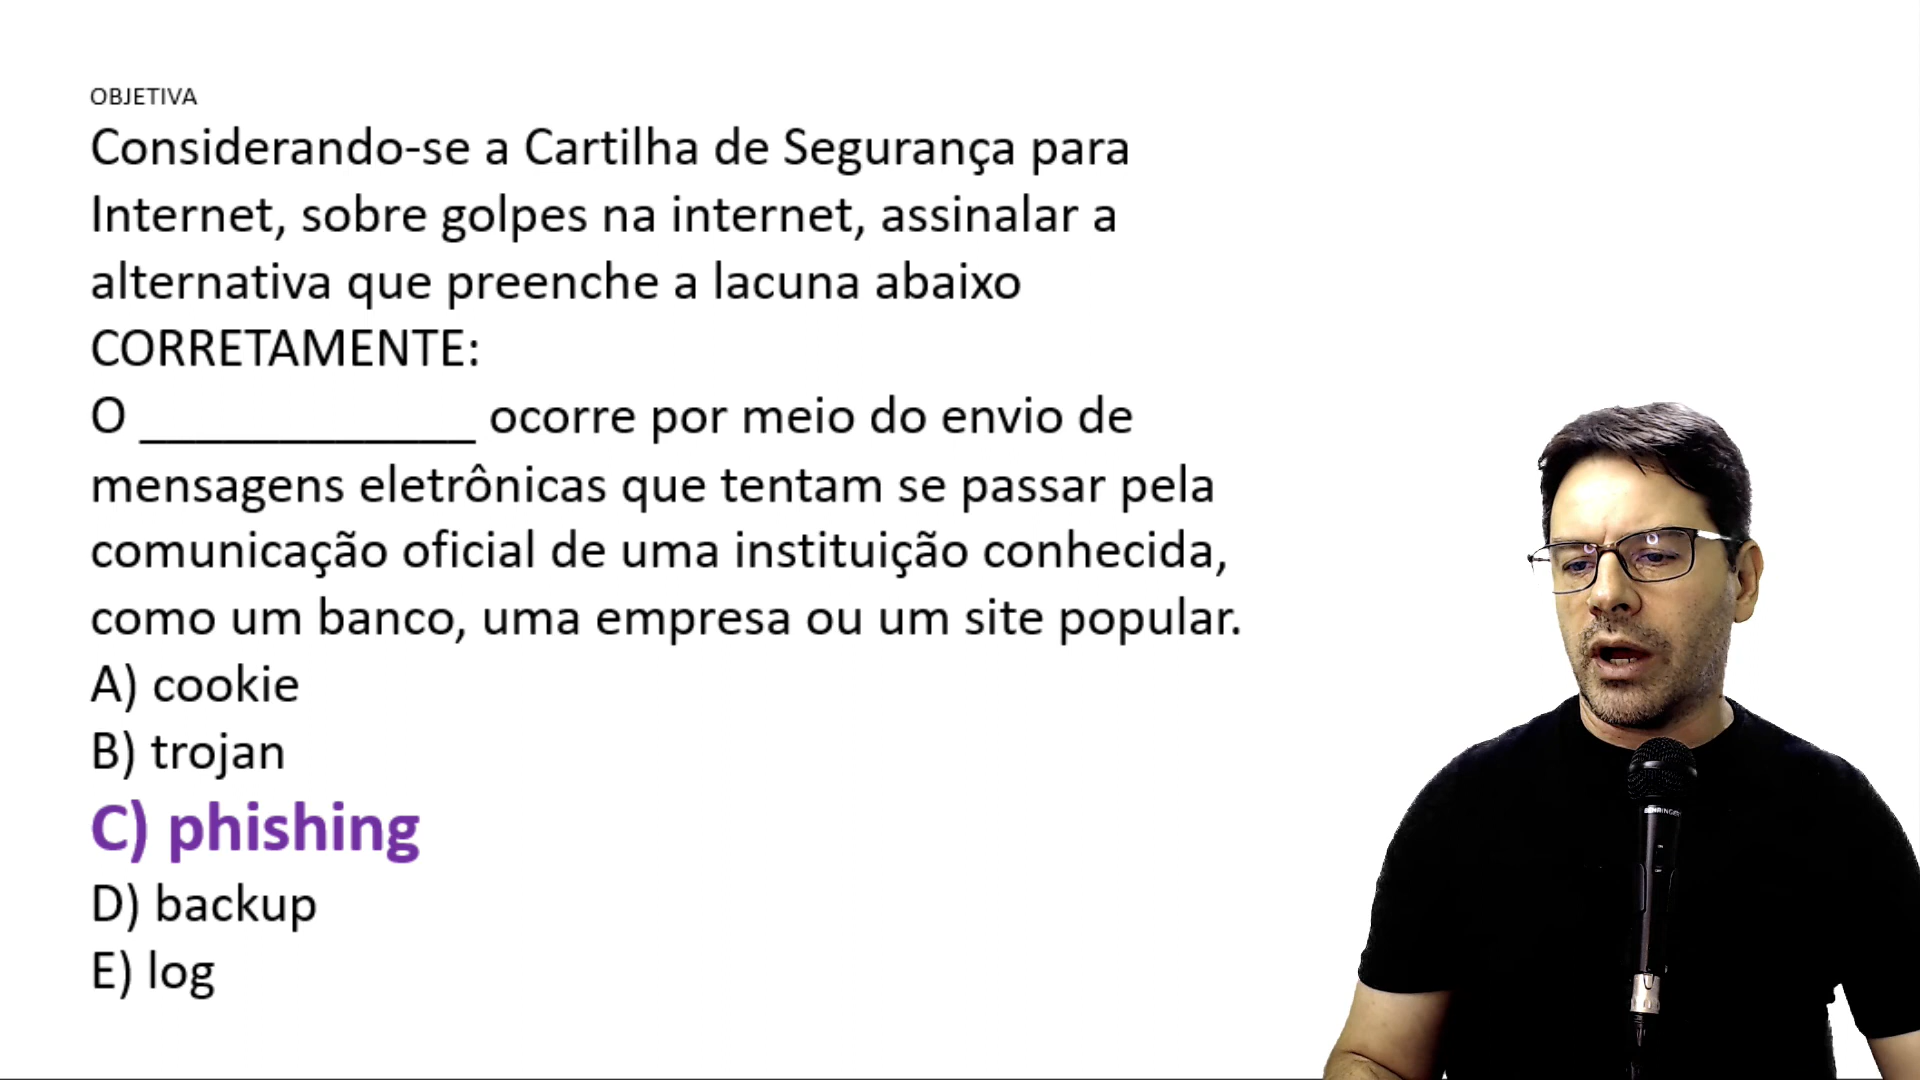 OBJETIVA
Considerando-se a Cartilha de Segurança para
Internet, sobre golpes na internet, assinalar a
alternativa que preenche a lacuna abaixo
CORRETAMENTE:
O _____________ ocorre por meio do envio de
mensagens eletrônicas que tentam se passar pela
comunicação oficial de uma instituição conhecida,
como um banco, uma empresa ou um site popular.
A) cookie
B) trojan
C) phishing
D) backup
E) log